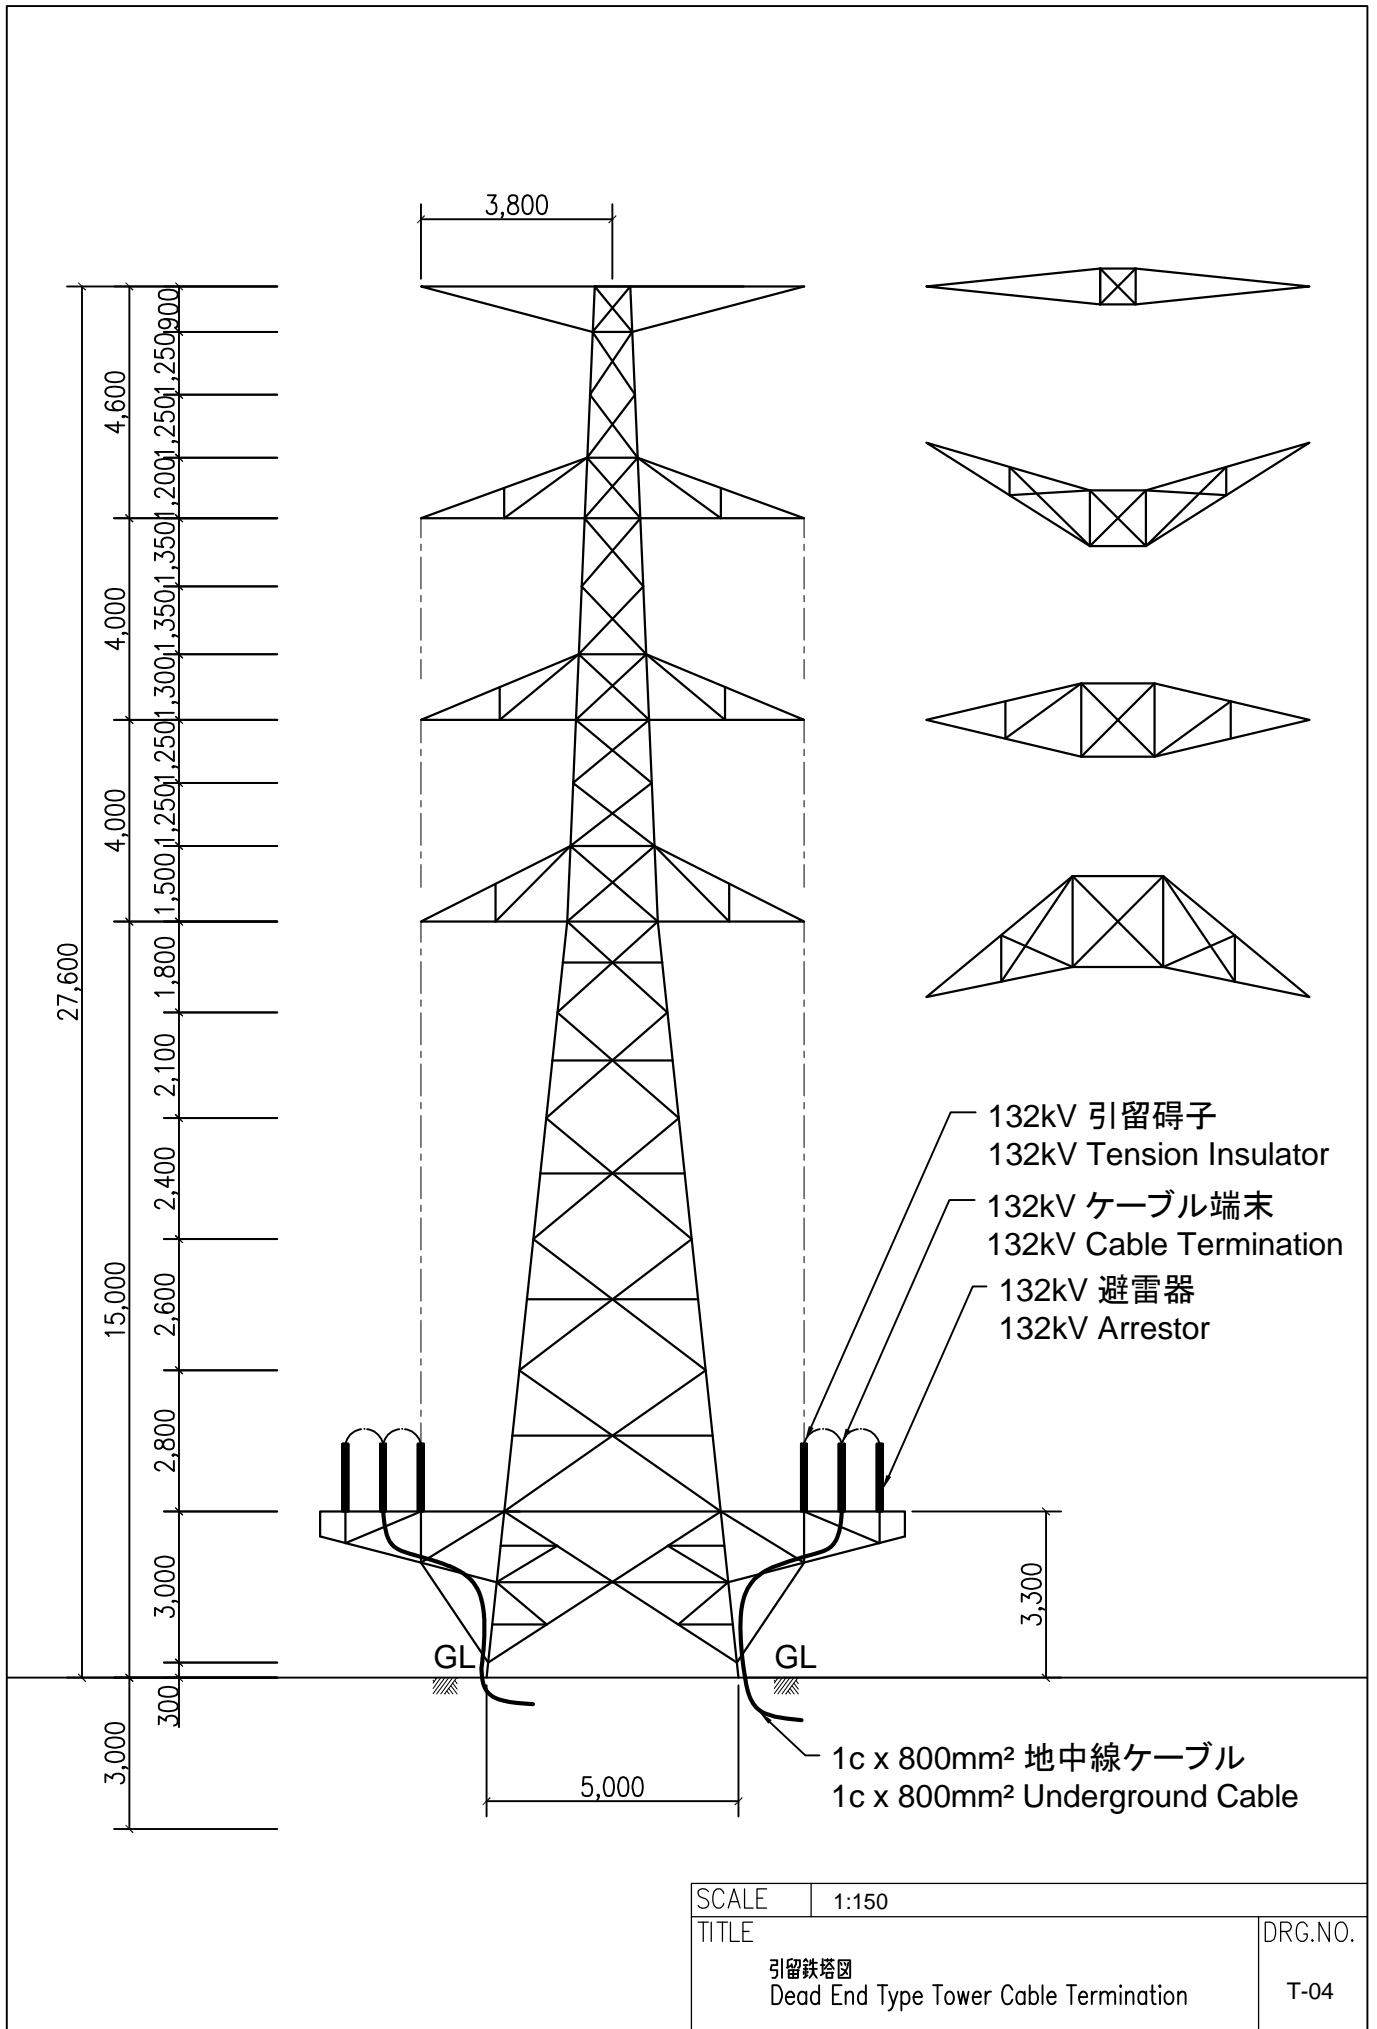 3,800
27,600
4,600
4,000
4,000
15,000
3,000
900
1,250
1,250
1,200
1,350
1,350
1,300
1,250
1,250
1,500
1,800
2,100
2,400
2,600
2,800
3,000
300
132kV 引留碍子
132kV Tension Insulator
132kV ケーブル端末
132kV Cable Termination
132kV 避雷器
132kV Arrestor
3,300
GL
GL
5,000
1c x 800mm² 地中線ケーブル
1c x 800mm² Underground Cable
SCALE 1:150
TITLE
引留鉄塔図
Dead End Type Tower Cable Termination
DRG.NO.
T-04